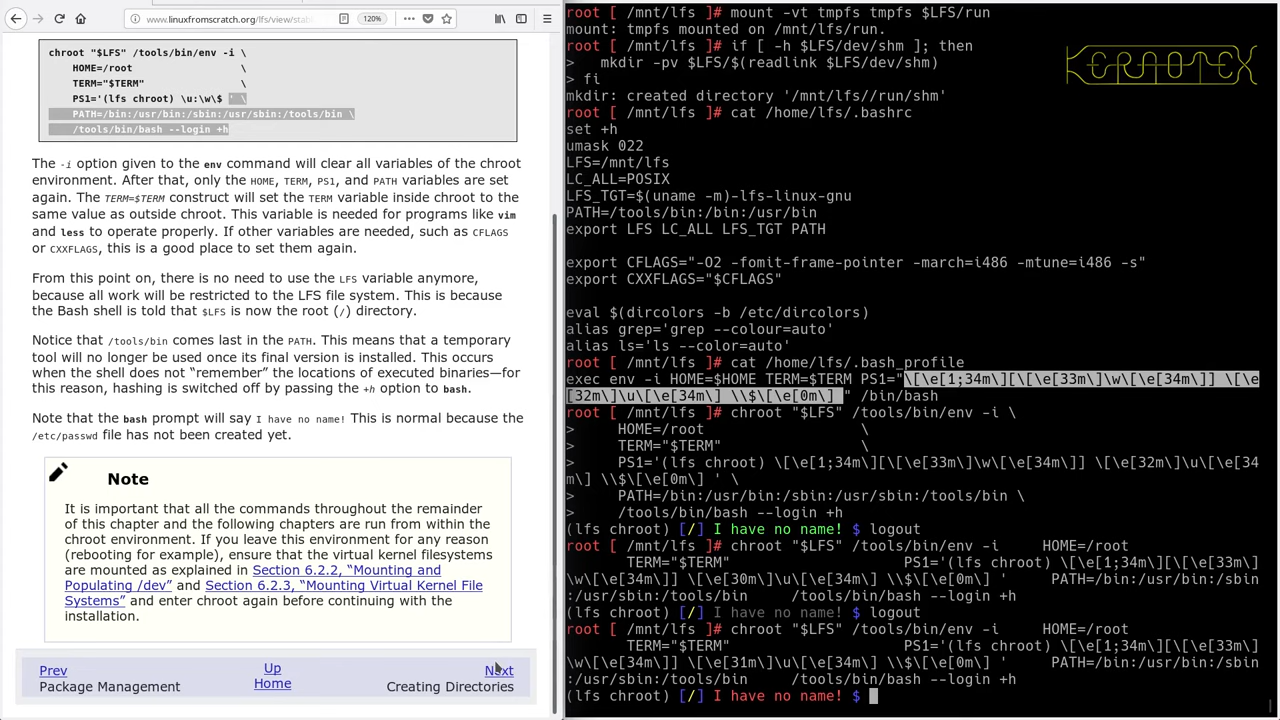 www.linuxfromscratch.org/lfs/view/stab
120%
chroot "$LFS" /tools/bin/env -i \
HOME=/root \
TERM="$TERM" \
PS1='(lfs chroot) \u:\w\$ ' \
PATH=/bin:/usr/bin:/sbin:/usr/sbin:/tools/bin \
/tools/bin/bash --login +h
The -i option given to the env command will clear all variables of the chroot
environment. After that, only the HOME, TERM, PS1, and PATH variables are set
again. The TERM=$TERM construct will set the TERM variable inside chroot to the
same value as outside chroot. This variable is needed for programs like vim
and less to operate properly. If other variables are needed, such as CFLAGS
or CXXFLAGS, this is a good place to set them again.
From this point on, there is no need to use the LFS variable anymore,
because all work will be restricted to the LFS file system. This is because
the Bash shell is told that $LFS is now the root (/) directory.
Notice that /tools/bin comes last in the PATH. This means that a temporary
tool will no longer be used once its final version is installed. This occurs
when the shell does not “remember” the locations of executed binaries—for
this reason, hashing is switched off by passing the +h option to bash.
Note that the bash prompt will say I have no name! This is normal because the
/etc/passwd file has not been created yet.
Note
It is important that all the commands throughout the remainder
of this chapter and the following chapters are run from within the
chroot environment. If you leave this environment for any reason
(rebooting for example), ensure that the virtual kernel filesystems
are mounted as explained in Section 6.2.2, “Mounting and
Populating /dev” and Section 6.2.3, “Mounting Virtual Kernel File
Systems” and enter chroot again before continuing with the
installation.
Prev Up Next
Package Management Home Creating Directories
root [ /mnt/lfs ]# mount -vt tmpfs tmpfs $LFS/run
mount: tmpfs mounted on /mnt/lfs/run.
root [ /mnt/lfs ]# if [ -h $LFS/dev/shm ]; then
> mkdir -pv $LFS/$(readlink $LFS/dev/shm)
> fi
mkdir: created directory '/mnt/lfs//run/shm'
root [ /mnt/lfs ]# cat /home/lfs/.bashrc
set +h
umask 022
LFS=/mnt/lfs
LC_ALL=POSIX
LFS_TGT=$(uname -m)-lfs-linux-gnu
PATH=/tools/bin:/bin:/usr/bin
export LFS LC_ALL LFS_TGT PATH
export CFLAGS="-O2 -fomit-frame-pointer -march=i486 -mtune=i486 -s"
export CXXFLAGS="$CFLAGS"
eval $(dircolors -b /etc/dircolors)
alias grep='grep --colour=auto'
alias ls='ls --color=auto'
root [ /mnt/lfs ]# cat /home/lfs/.bash_profile
exec env -i HOME=$HOME TERM=$TERM PS1="\[\e[1;34m\][\[\e[33m\]\w\[\e[34m\]] \[\e
[32m\]\u\[\e[34m\] \\$\[\e[0m\] " /bin/bash
root [ /mnt/lfs ]# chroot "$LFS" /tools/bin/env -i \
> HOME=/root \
> TERM="$TERM" \
> PS1='(lfs chroot) \[\e[1;34m\][\[\e[33m\]\w\[\e[34m\]] \[\e[32m\]\u\[\e[34
m\] \\$\[\e[0m\] ' \
> PATH=/bin:/usr/bin:/sbin:/usr/sbin:/tools/bin \
> /tools/bin/bash --login +h
(lfs chroot) [/] I have no name! $ logout
root [ /mnt/lfs ]# chroot "$LFS" /tools/bin/env -i HOME=/root
TERM="$TERM" PS1='(lfs chroot) \[\e[1;34m\][\[\e[33m\]
\w\[\e[34m\]] \[\e[30m\]\u\[\e[34m\] \\$\[\e[0m\] ' PATH=/bin:/usr/bin:/sbin
:/usr/sbin:/tools/bin /tools/bin/bash --login +h
(lfs chroot) [/] I have no name! $ logout
root [ /mnt/lfs ]# chroot "$LFS" /tools/bin/env -i HOME=/root
TERM="$TERM" PS1='(lfs chroot) \[\e[1;34m\][\[\e[33m\]
\w\[\e[34m\]] \[\e[31m\]\u\[\e[34m\] \\$\[\e[0m\] ' PATH=/bin:/usr/bin:/sbin
:/usr/sbin:/tools/bin /tools/bin/bash --login +h
(lfs chroot) [/] I have no name! $
KERAOTEX